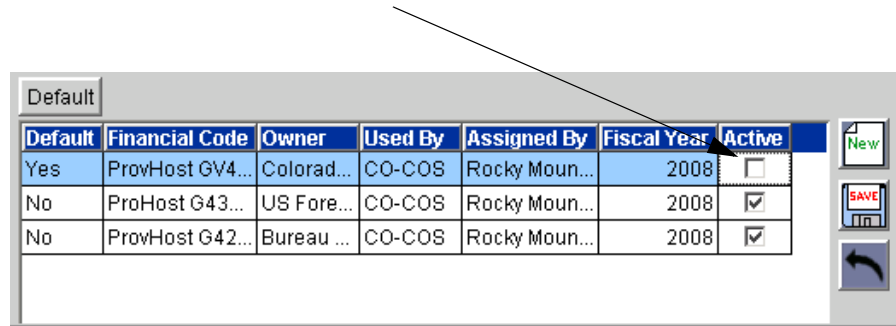 Default
Default Financial Code Owner Used By Assigned By Fiscal Year Active
Yes ProvHost GV4... Colorad... CO-COS Rocky Moun... 2008
No ProHost G43... US Fore... CO-COS Rocky Moun... 2008
No ProvHost G42... Bureau ... CO-COS Rocky Moun... 2008
New
SAVE